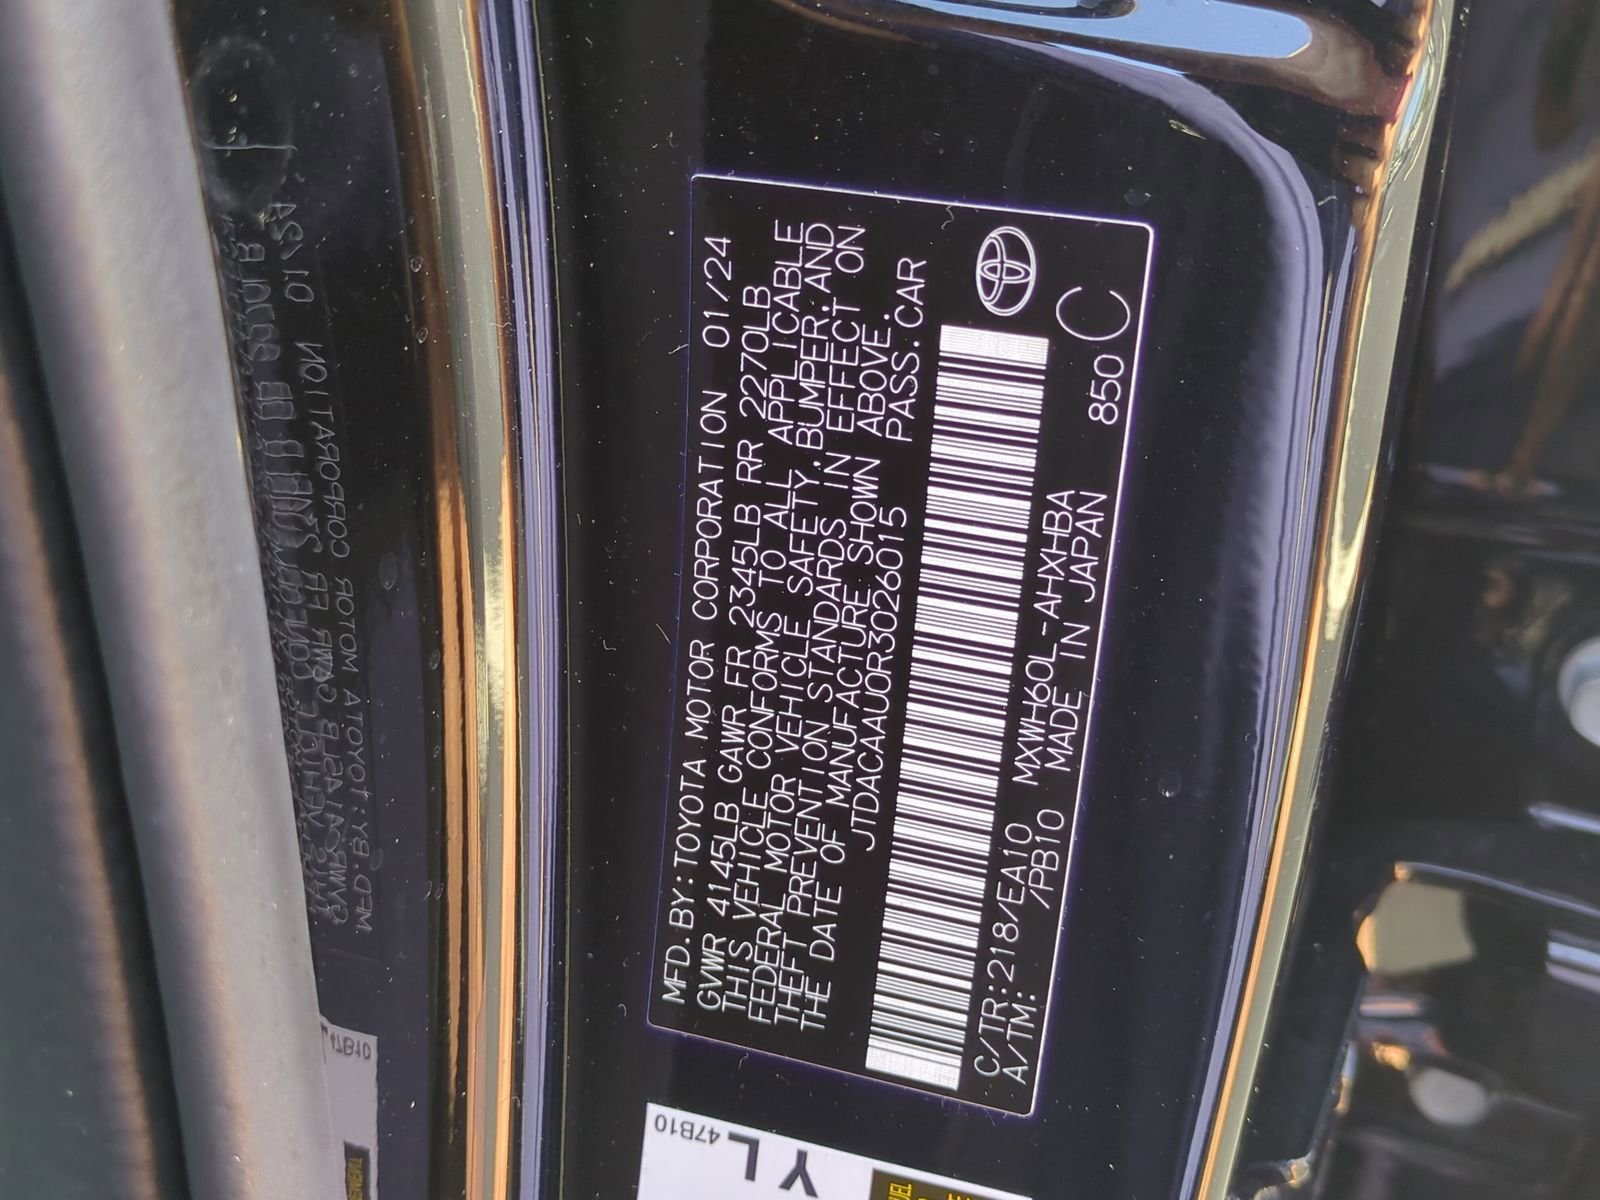 MFD.BY:TOYOTA MOTOR CORPORATION 01/24
GVWR 4145LB GAWR FR 2345LB RR 2270LB
THIS VEHICLE CONFORMS TO ALL APPLICABLE
FEDERAL MOTOR VEHICLE SAFETY,BUMPER,AND
THEFT PREVENTION STANDARDS IN EFFECT ON
THE DATE OF MANUFACTURE SHOWN ABOVE.
JTDACAAU0R3026015 PASS.CAR
C/TR:218/EA10 MXWH60L-AHXHBA 850
A/TM: /PB10 MADE IN JAPAN C
47B10
YL